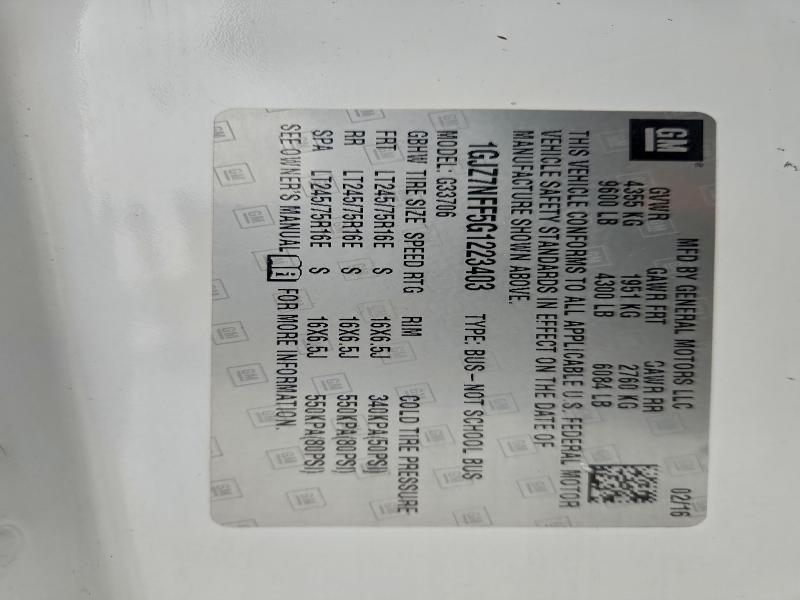 GM®
MFD BY GENERAL MOTORS LLC 02/16
GVWR GAWR FRT GAWR RR
4355 KG 1951 KG 2760 KG
9600 LB 4300 LB 6084 LB
THIS VEHICLE CONFORMS TO ALL APPLICABLE U.S. FEDERAL MOTOR
VEHICLE SAFETY STANDARDS IN EFFECT ON THE DATE OF
MANUFACTURE SHOWN ABOVE.
1GJZ7NFF5G1223403 TYPE: BUS-NOT SCHOOL BUS
MODEL: G33706
GBHW TIRE SIZE SPEED RTG RIM COLD TIRE PRESSURE
FRT LT245/75R16E S 16X6.5J 340KPA(50PSI)
RR LT245/75R16E S 16X6.5J 550KPA(80PSI)
SPA LT245/75R16E S 16X6.5J 550KPA(80PSI)
SEE OWNER'S MANUAL i FOR MORE INFORMATION.